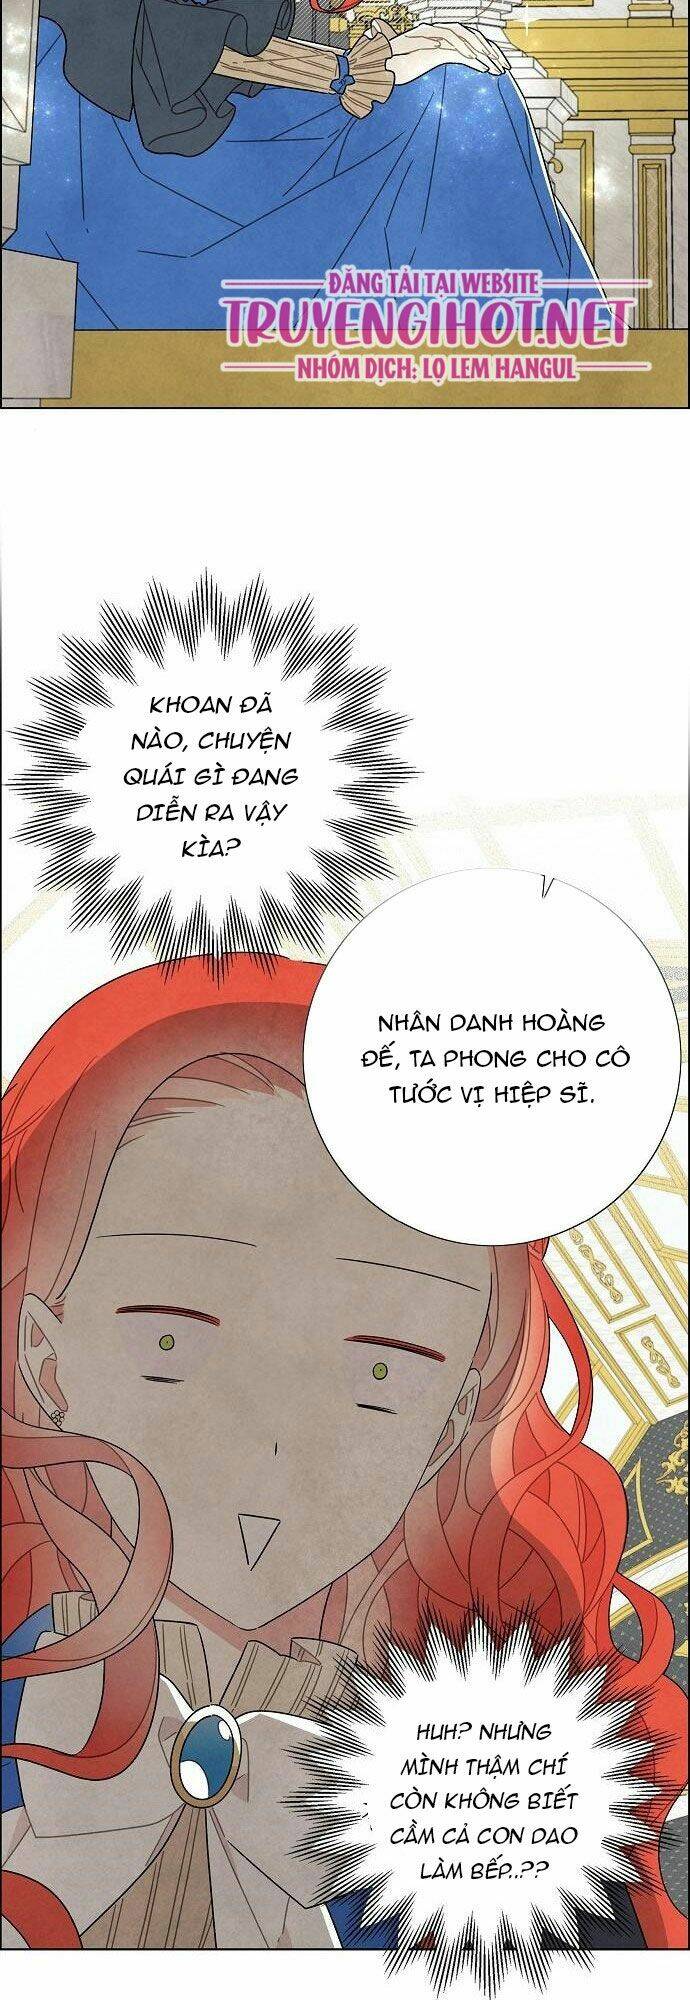 ĐĂNG TẢI TẠI WEBSITE
TRUYENGIHOT.NET
NHÓM DỊCH: LỌ LEM HANGUL
KHOAN ĐÃ
NÀO, CHUYỆN
QUÁI GÌ ĐANG
DIỄN RA VẬY
KÌA?
NHÂN DANH HOÀNG
ĐẾ, TA PHONG CHO CÔ
TƯỚC VỊ HIỆP SĨ.
HUH? NHƯNG
MÌNH THẬM CHÍ
CÒN KHÔNG BIẾT
CẦM CẢ CON DAO
LÀM BẾP..??